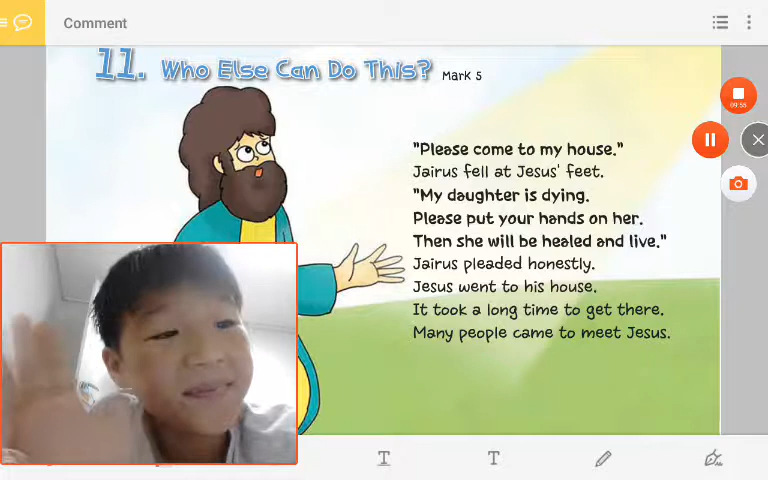 Comment
11. Who Else Can Do This? Mark 5
09:55
"Please come to my house."
Jairus fell at Jesus' feet.
"My daughter is dying.
Please put your hands on her.
Then she will be healed and live."
Jairus pleaded honestly.
Jesus went to his house.
It took a long time to get there.
Many people came to meet Jesus.
T
T